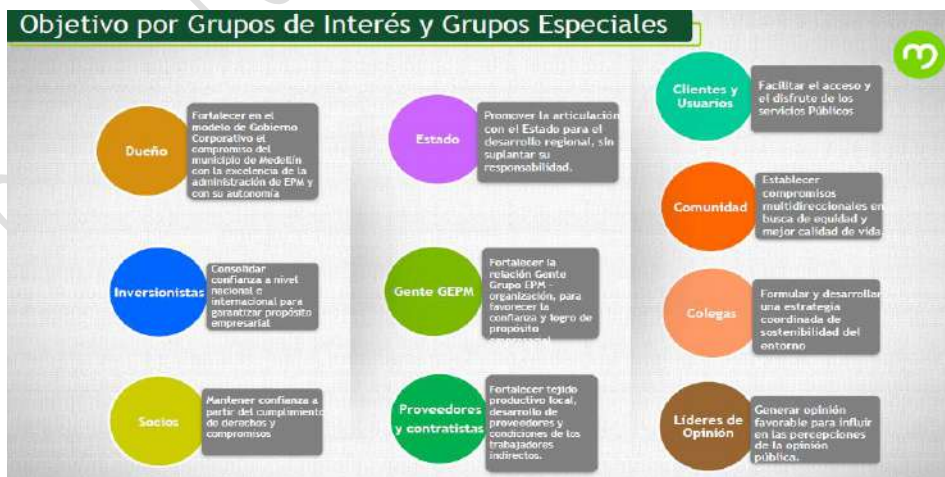 Objetivo por Grupos de Interés y Grupos Especiales
Dueño
Fortalecer en el
modelo de Gobierno
Corporativo el
compromiso del
municipio de Medellín
con la excelencia de la
administración de EPM y
con su autonomía
Inversionistas
Consolidar
confianza a nivel
nacional e
internacional para
garantizar propósito
empresarial
Socios
Mantener confianza a
partir del cumplimiento
de derechos y
compromisos
Estado
Promover la articulación
con el Estado para el
desarrollo regional, sin
suplantar su
responsabilidad.
Gente GEPM
Fortalecer la
relación Gente
Grupo EPM -
organización, para
favorecer la
confianza y logro de
propósito
empresarial
Proveedores
y contratistas
Fortalecer tejido
productivo local,
desarrollo de
proveedores y
condiciones de los
trabajadores
indirectos.
Clientes y
Usuarios
Facilitar el acceso y
el disfrute de los
servicios Públicos
Comunidad
Establecer
compromisos
multidireccionales en
busca de equidad y
mejor calidad de vida
Colegas
Formular y desarrollar
una estrategia
coordinada de
sostenibilidad del
entorno
Líderes de
Opinión
Generar opinión
favorable para influir
en las percepciones
de la opinión
pública.